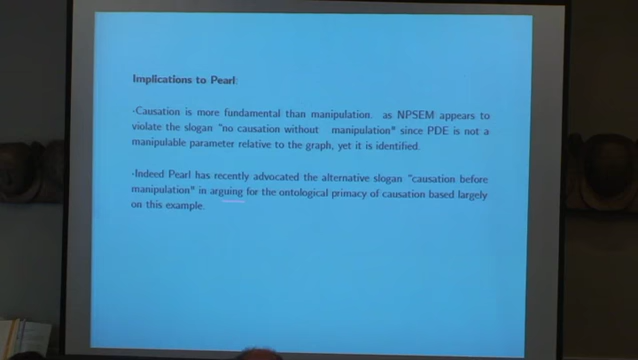 Implications to Pearl:
·Causation is more fundamental than manipulation. as NPSEM appears to
violate the slogan "no causation without manipulation" since PDE is not a
manipulable parameter relative to the graph, yet it is identified.
·Indeed Pearl has recently advocated the alternative slogan "causation before
manipulation" in arguing for the ontological primacy of causation based largely
on this example.